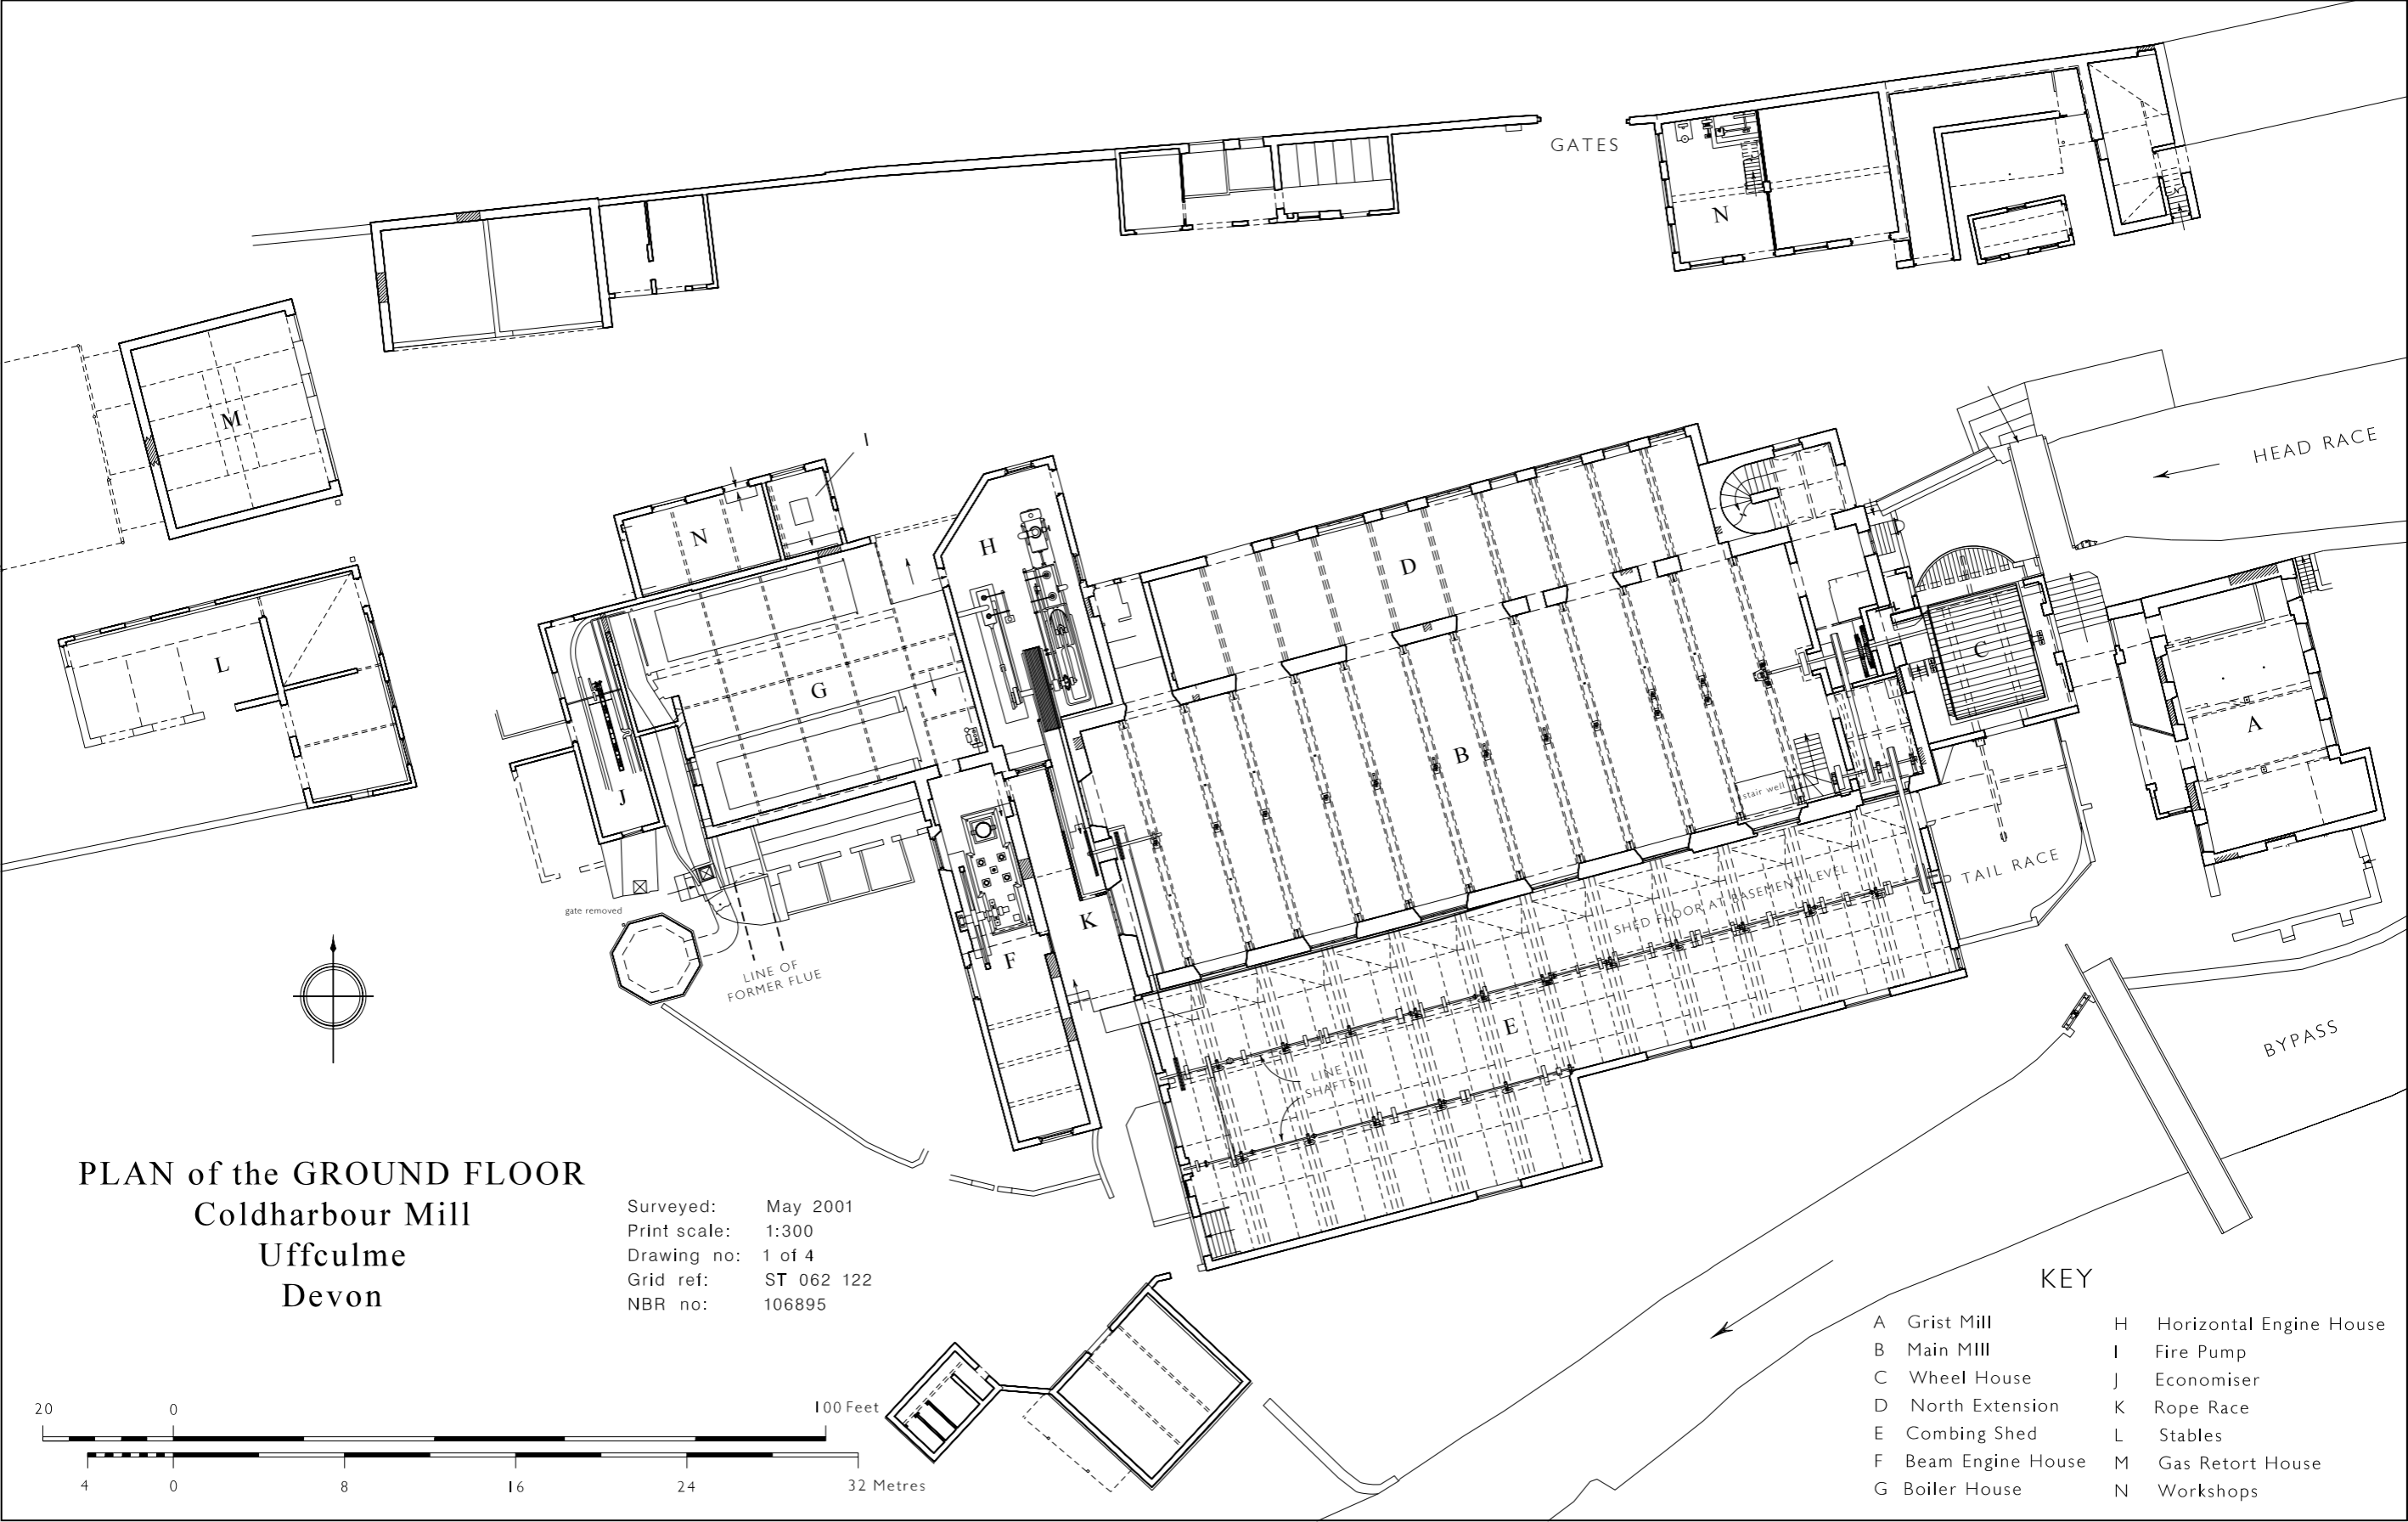 GATES
N
HEAD RACE
M
I
N
H
D
L
G
C
A
B
J
stair well
TAIL RACE
SHED FLOOR AT BASEMENT LEVEL
gate removed
K
F
LINE OF
FORMER FLUE
E
LINE
SHAFTS
BYPASS
PLAN of the GROUND FLOOR
Coldharbour Mill
Uffculme
Devon
Surveyed: May 2001
Print scale: 1:300
Drawing no: 1 of 4
Grid ref: ST 062 122
NBR no: 106895
20 0 100 Feet
4 0 8 16 24 32 Metres
KEY
A Grist Mill
B Main MIll
C Wheel House
D North Extension
E Combing Shed
F Beam Engine House
G Boiler House
H Horizontal Engine House
I Fire Pump
J Economiser
K Rope Race
L Stables
M Gas Retort House
N Workshops